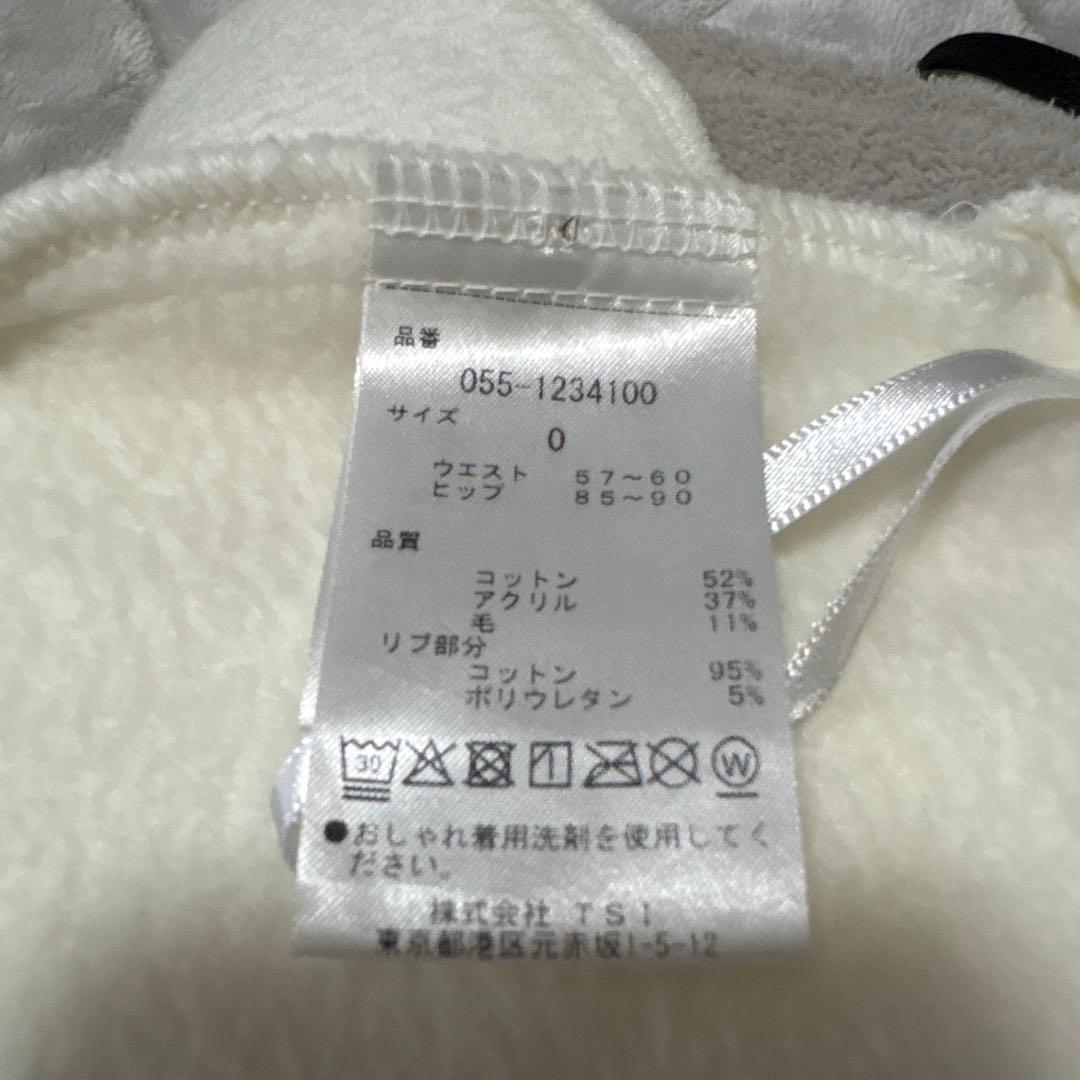 品番
055-1234100
サイズ
0
ウエスト 57～60
ヒップ 85～90
品質
コットン 52%
アクリル 37%
毛 11%
リブ部分
コットン 95%
ポリウレタン 5%
30 W
●おしゃれ着用洗剤を使用してく
ださい。
株式会社 TSI
東京都港区元赤坂1-5-12